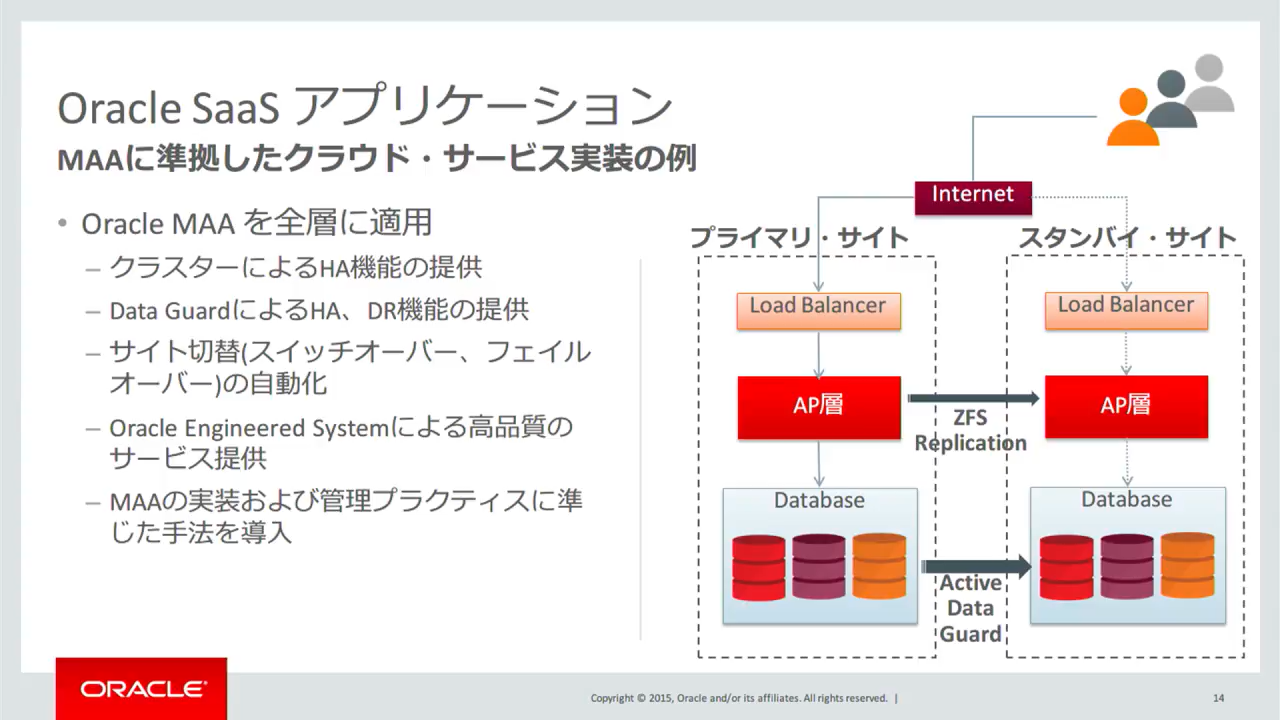 Oracle SaaS アプリケーション
MAAに準拠したクラウド・サービス実装の例
• Oracle MAA を全層に適用
– クラスターによるHA機能の提供
– Data GuardによるHA、DR機能の提供
– サイト切替(スイッチオーバー、フェイル
オーバー)の自動化
– Oracle Engineered Systemによる高品質の
サービス提供
– MAAの実装および管理プラクティスに準
じた手法を導入
Internet
プライマリ・サイト
スタンバイ・サイト
Load Balancer
Load Balancer
AP層
AP層
ZFS
Replication
Database
Database
Active
Data
Guard
ORACLE®
Copyright © 2015, Oracle and/or its affiliates. All rights reserved. |
14